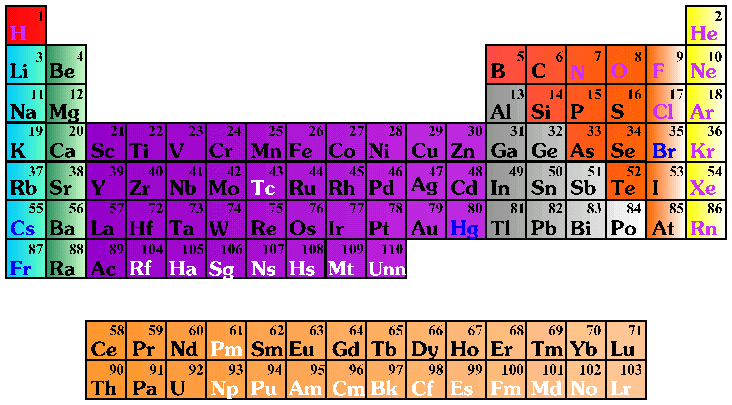 1 2
H He
3 4 5 6 7 8 9 10
Li Be B C N O F Ne
11 12 13 14 15 16 17 18
Na Mg Al Si P S Cl Ar
19 20 21 22 23 24 25 26 27 28 29 30 31 32 33 34 35 36
K Ca Sc Ti V Cr Mn Fe Co Ni Cu Zn Ga Ge As Se Br Kr
37 38 39 40 41 42 43 44 45 46 47 48 49 50 51 52 53 54
Rb Sr Y Zr Nb Mo Tc Ru Rh Pd Ag Cd In Sn Sb Te I Xe
55 56 57 72 73 74 75 76 77 78 79 80 81 82 83 84 85 86
Cs Ba La Hf Ta W Re Os Ir Pt Au Hg Tl Pb Bi Po At Rn
87 88 89 104 105 106 107 108 109 110
Fr Ra Ac Rf Ha Sg Ns Hs Mt Unn
58 59 60 61 62 63 64 65 66 67 68 69 70 71
Ce Pr Nd Pm Sm Eu Gd Tb Dy Ho Er Tm Yb Lu
90 91 92 93 94 95 96 97 98 99 100 101 102 103
Th Pa U Np Pu Am Cm Bk Cf Es Fm Md No Lr